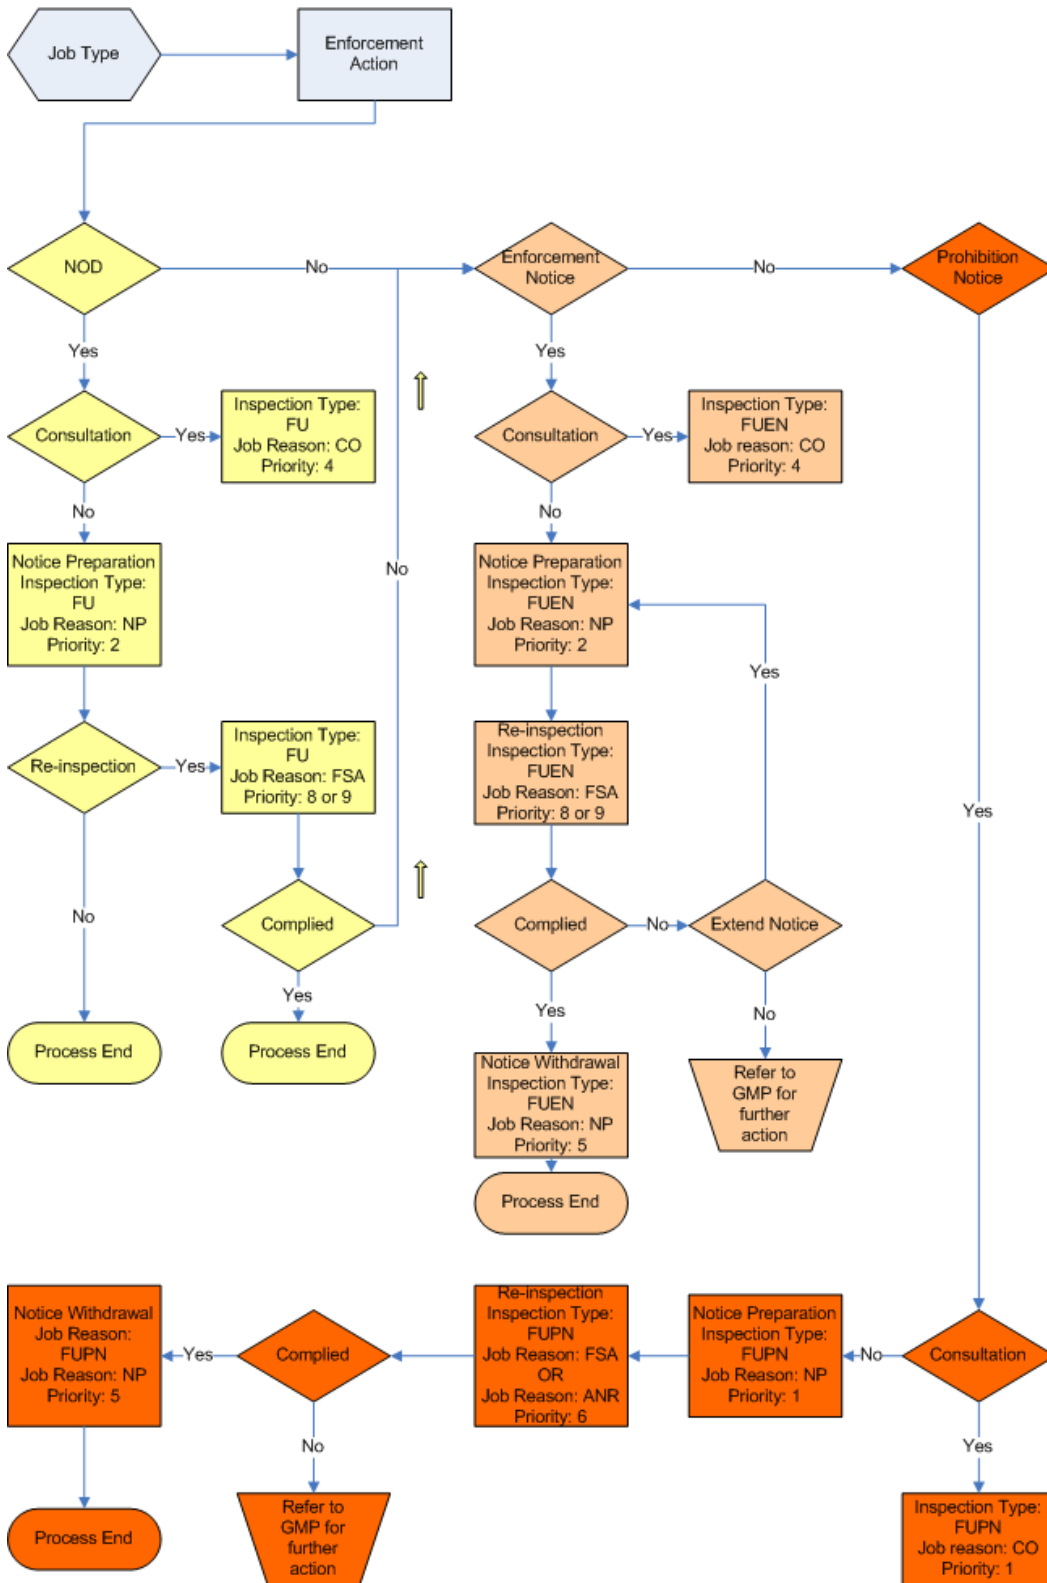 Job Type
Enforcement
Action
NOD
No
Enforcement
Notice
No
Prohibition
Notice
Yes
Yes
Consultation
Yes
Inspection Type:
FU
Job Reason: CO
Priority: 4
Consultation
Yes
Inspection Type:
FUEN
Job reason: CO
Priority: 4
No
No
Notice Preparation
Inspection Type:
FU
Job Reason: NP
Priority: 2
No
Notice Preparation
Inspection Type:
FUEN
Job Reason: NP
Priority: 2
Yes
Re-inspection
Yes
Inspection Type:
FU
Job Reason: FSA
Priority: 8 or 9
Re-inspection
Inspection Type:
FUEN
Job Reason: FSA
Priority: 8 or 9
Yes
No
Complied
Complied
No
Extend Notice
Yes
Yes
No
Process End
Process End
Notice Withdrawal
Inspection Type:
FUEN
Job Reason: NP
Priority: 5
Refer to
GMP for
further
action
Process End
Notice Withdrawal
Job Reason:
FUPN
Job Reason: NP
Priority: 5
Yes
Complied
Re-inspection
Inspection Type:
FUPN
Job Reason: FSA
OR
Job Reason: ANR
Priority: 6
Notice Preparation
Inspection Type:
FUPN
Job Reason: NP
Priority: 1
No
Consultation
No
Yes
Process End
Refer to
GMP for
further
action
Inspection Type:
FUPN
Job reason: CO
Priority: 1